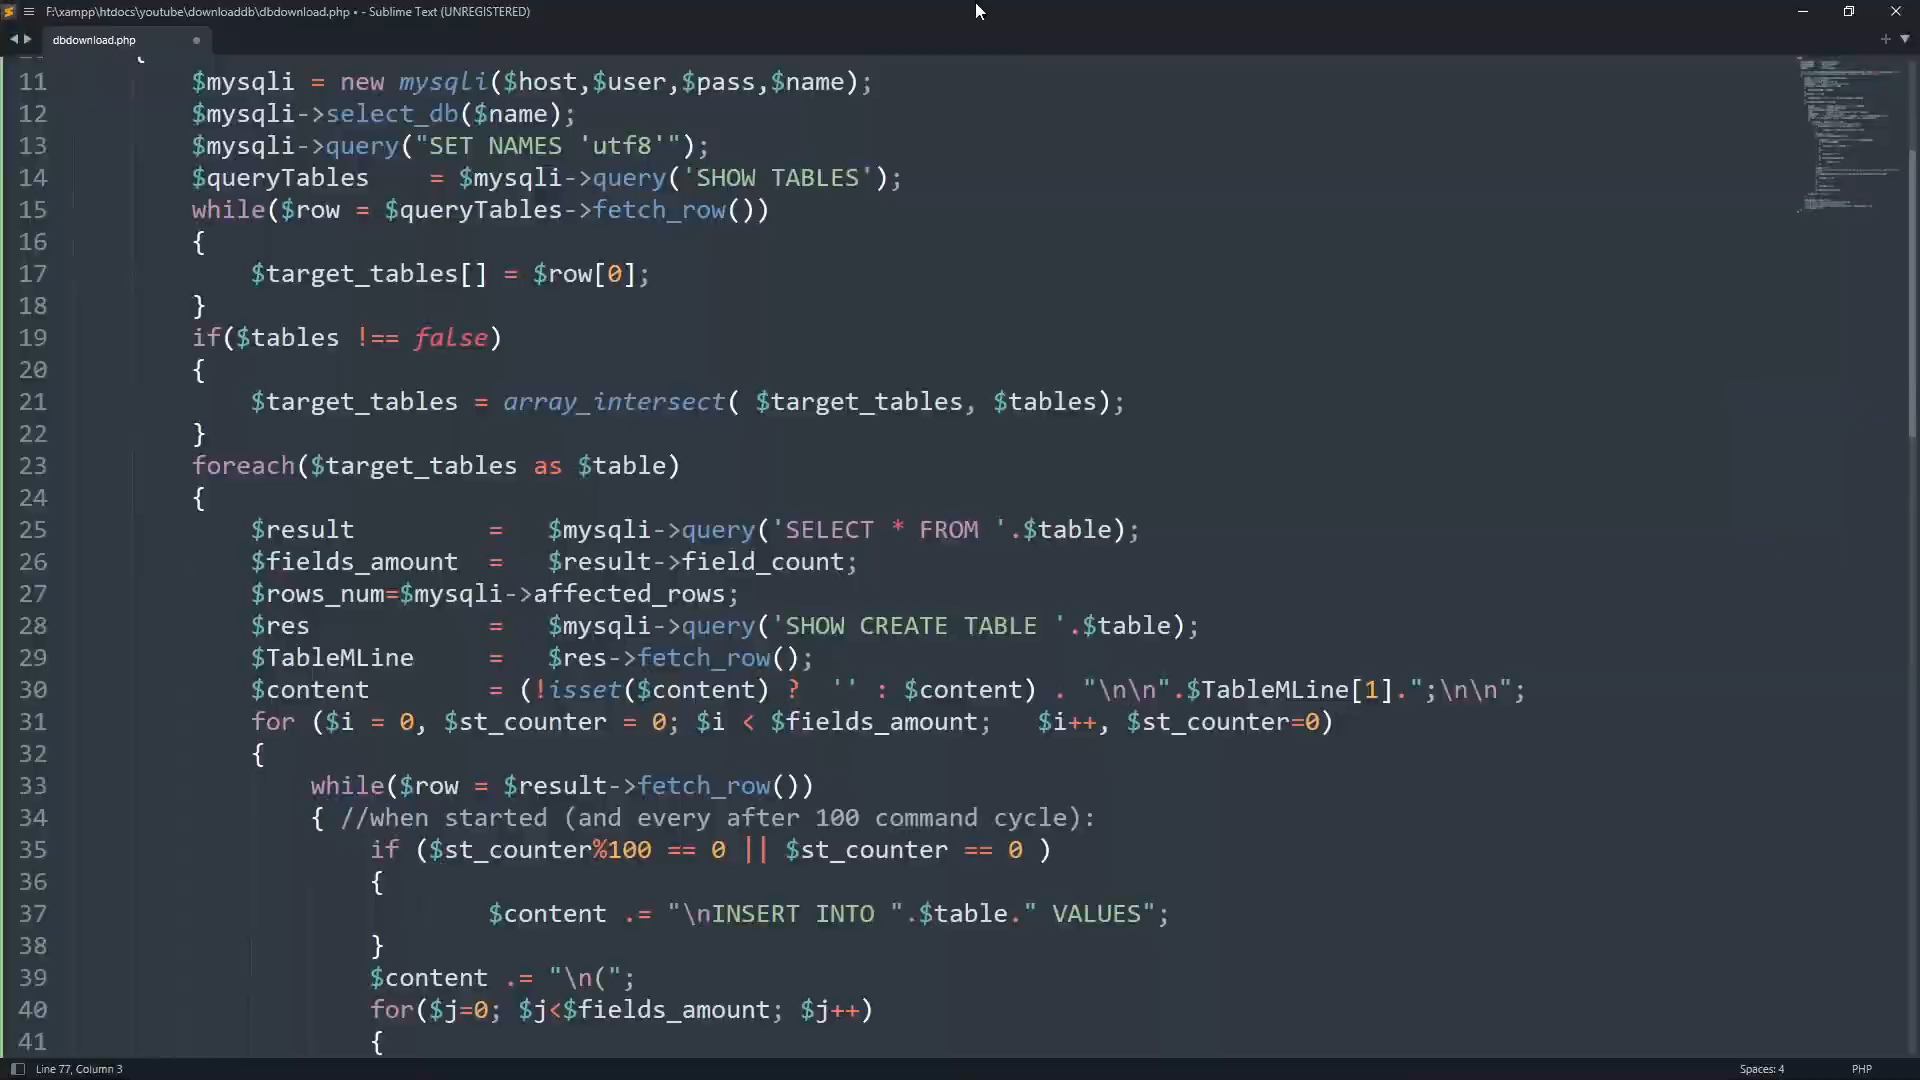 F:\xampp\htdocs\youtube\downloaddb\dbdownload.php • - Sublime Text (UNREGISTERED)
dbdownload.php
11 $mysqli = new mysqli($host,$user,$pass,$name);
12 $mysqli->select_db($name);
13 $mysqli->query("SET NAMES 'utf8'");
14 $queryTables    = $mysqli->query('SHOW TABLES');
15 while($row = $queryTables->fetch_row())
16 {
17     $target_tables[] = $row[0];
18 }
19 if($tables !== false)
20 {
21     $target_tables = array_intersect( $target_tables, $tables);
22 }
23 foreach($target_tables as $table)
24 {
25     $result         =   $mysqli->query('SELECT * FROM '.$table);
26     $fields_amount  =   $result->field_count;
27     $rows_num=$mysqli->affected_rows;
28     $res            =   $mysqli->query('SHOW CREATE TABLE '.$table);
29     $TableMLine     =   $res->fetch_row();
30     $content        = (!isset($content) ?  '' : $content) . "\n\n".$TableMLine[1].";\n\n";
31     for ($i = 0, $st_counter = 0; $i < $fields_amount;   $i++, $st_counter=0)
32     {
33         while($row = $result->fetch_row())
34         { //when started (and every after 100 command cycle):
35             if ($st_counter%100 == 0 || $st_counter == 0 )
36             {
37                     $content .= "\nINSERT INTO ".$table." VALUES";
38             }
39             $content .= "\n(";
40             for($j=0; $j<$fields_amount; $j++)
41             {
Line 77, Column 3
Spaces: 4
PHP